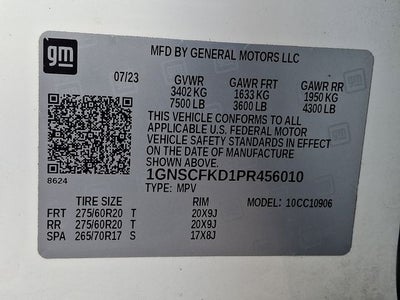 gm
MFD BY GENERAL MOTORS LLC
07/23 GVWR GAWR FRT GAWR RR
3402 KG 1633 KG 1950 KG
7500 LB 3600 LB 4300 LB
THIS VEHICLE CONFORMS TO ALL
APPLICABLE U.S. FEDERAL MOTOR
VEHICLE SAFETY STANDARDS IN EFFECT
ON THE DATE OF MANUFACTURE
SHOWN ABOVE.
8624
1GNSCFKD1PR456010
TYPE: MPV
TIRE SIZE RIM MODEL: 10CC10906
FRT 275/60R20 T 20X9J
RR 275/60R20 T 20X9J
SPA 265/70R17 S 17X8J